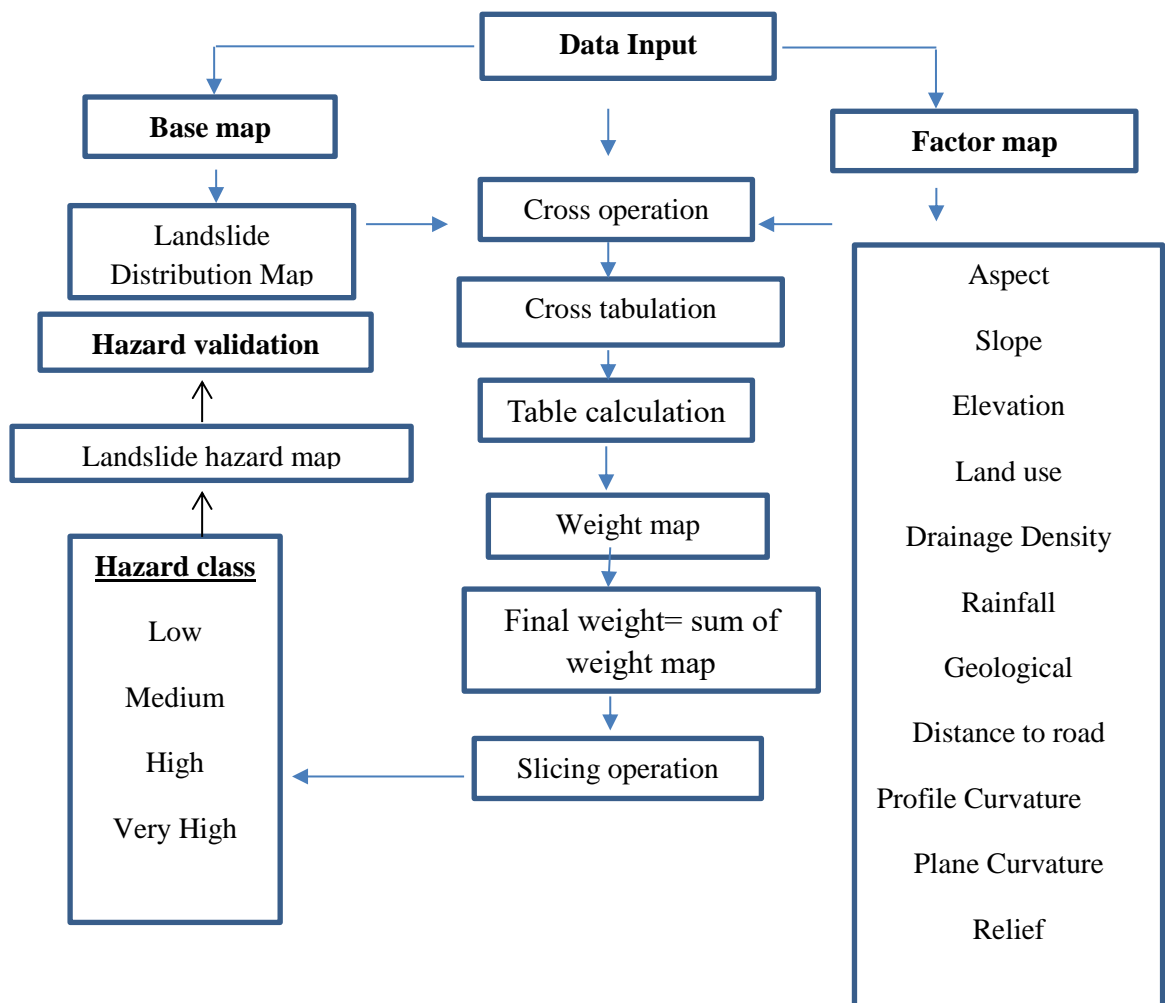 Data Input
Base map
Factor map
Landslide
Distribution Map
Cross operation
Hazard validation
Cross tabulation
Landslide hazard map
Table calculation
Hazard class
Low
Medium
High
Very High
Weight map
Final weight= sum of
weight map
Slicing operation
Aspect
Slope
Elevation
Land use
Drainage Density
Rainfall
Geological
Distance to road
Profile Curvature
Plane Curvature
Relief